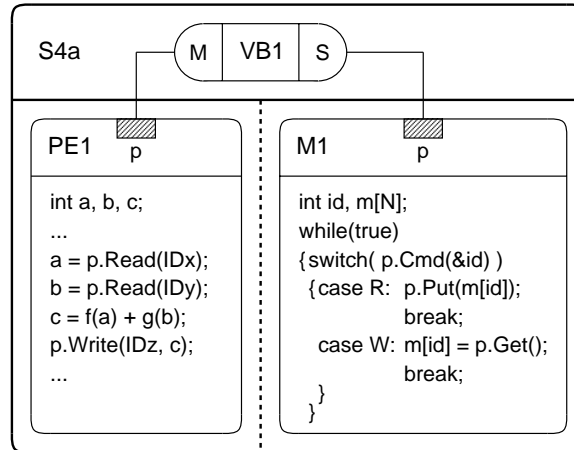 S4a
M VB1 S
PE1
p
int a, b, c;
...
a = p.Read(IDx);
b = p.Read(IDy);
c = f(a) + g(b);
p.Write(IDz, c);
...
M1
p
int id, m[N];
while(true)
{switch( p.Cmd(&id) )
{case R: p.Put(m[id]);
break;
case W: m[id] = p.Get();
break;
}
}